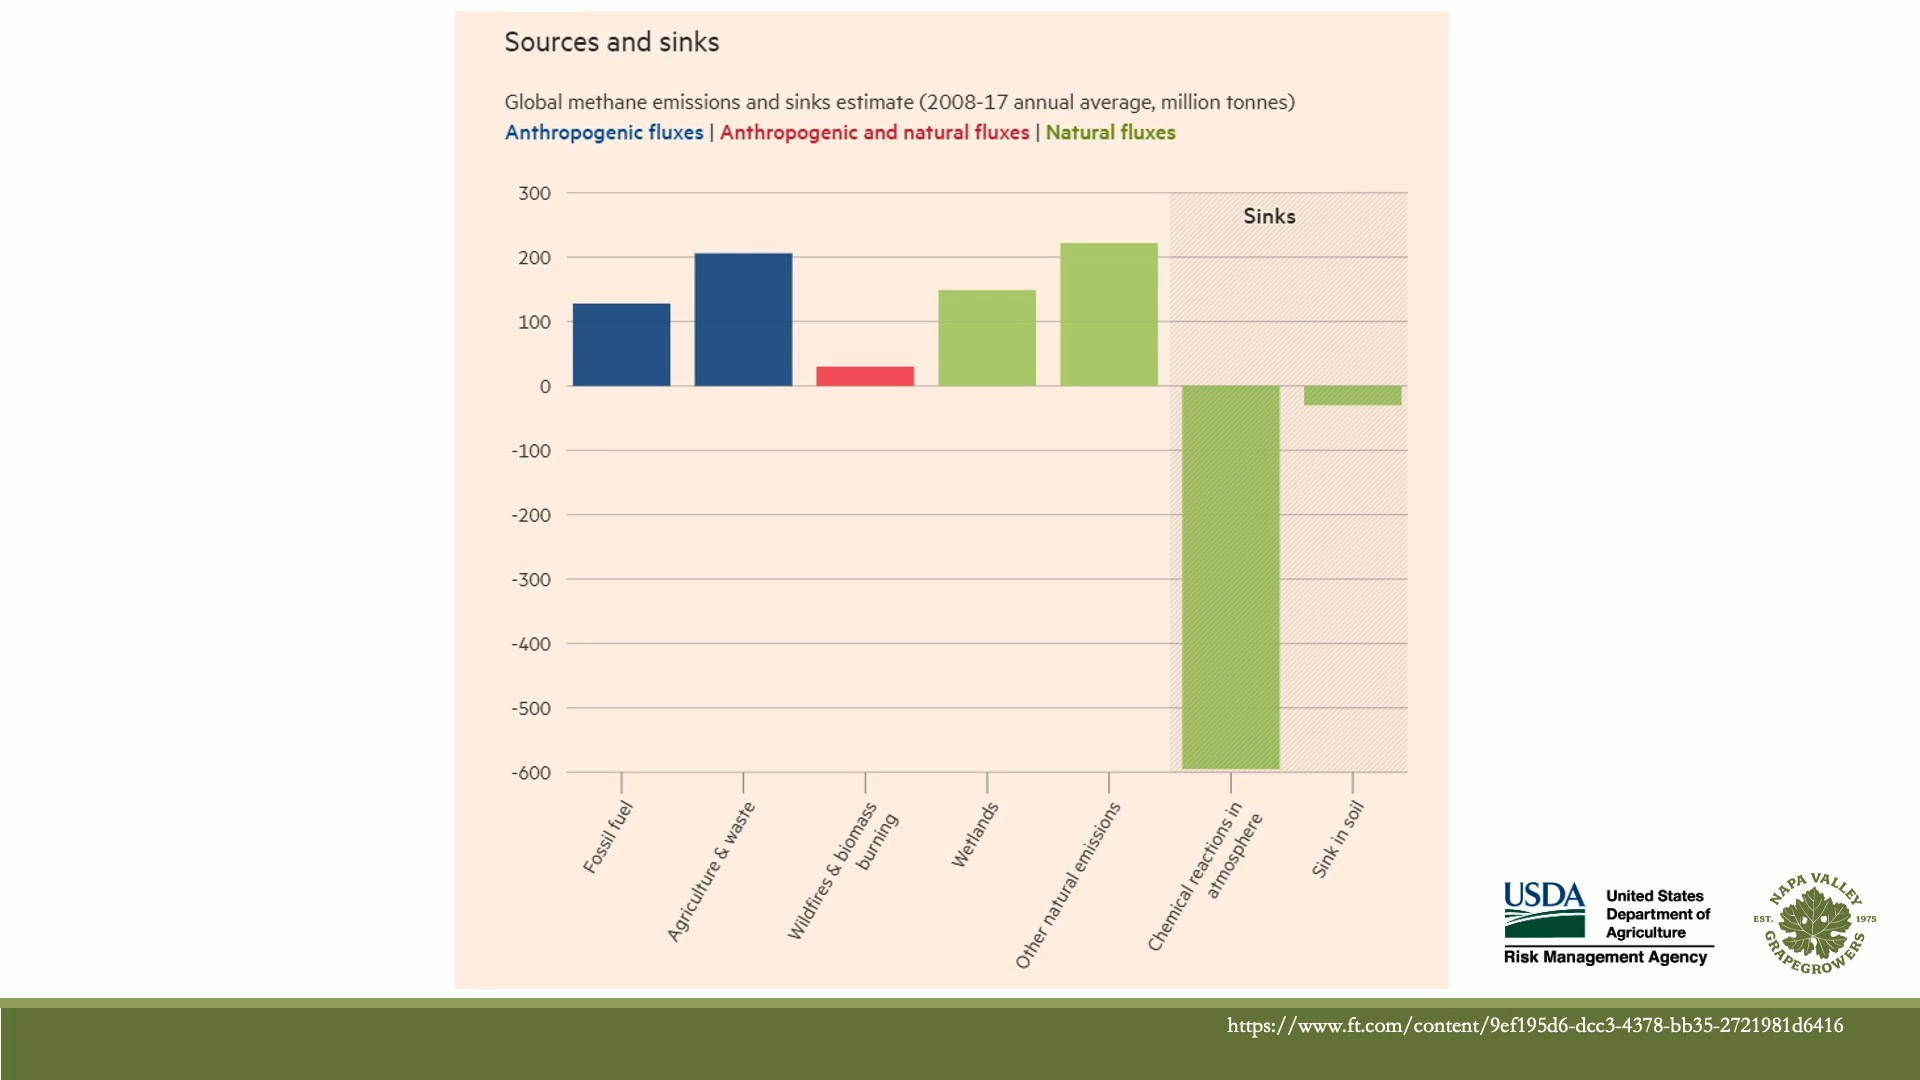 Sources and sinks
Global methane emissions and sinks estimate (2008-17 annual average, million tonnes)
Anthropogenic fluxes | Anthropogenic and natural fluxes | Natural fluxes
300
200
100
0
-100
-200
-300
-400
-500
-600
Sinks
Fossil fuel
Agriculture & waste
Wildfires & biomass
burning
Wetlands
Other natural emissions
Chemical reactions in
atmosphere
Sink in soil
USDA
United States
Department of
Agriculture
Risk Management Agency
NAPA VALLEY
EST. 1975
GRAPEGROWERS
https://www.ft.com/content/9ef195d6-dcc3-4378-bb35-2721981d6416